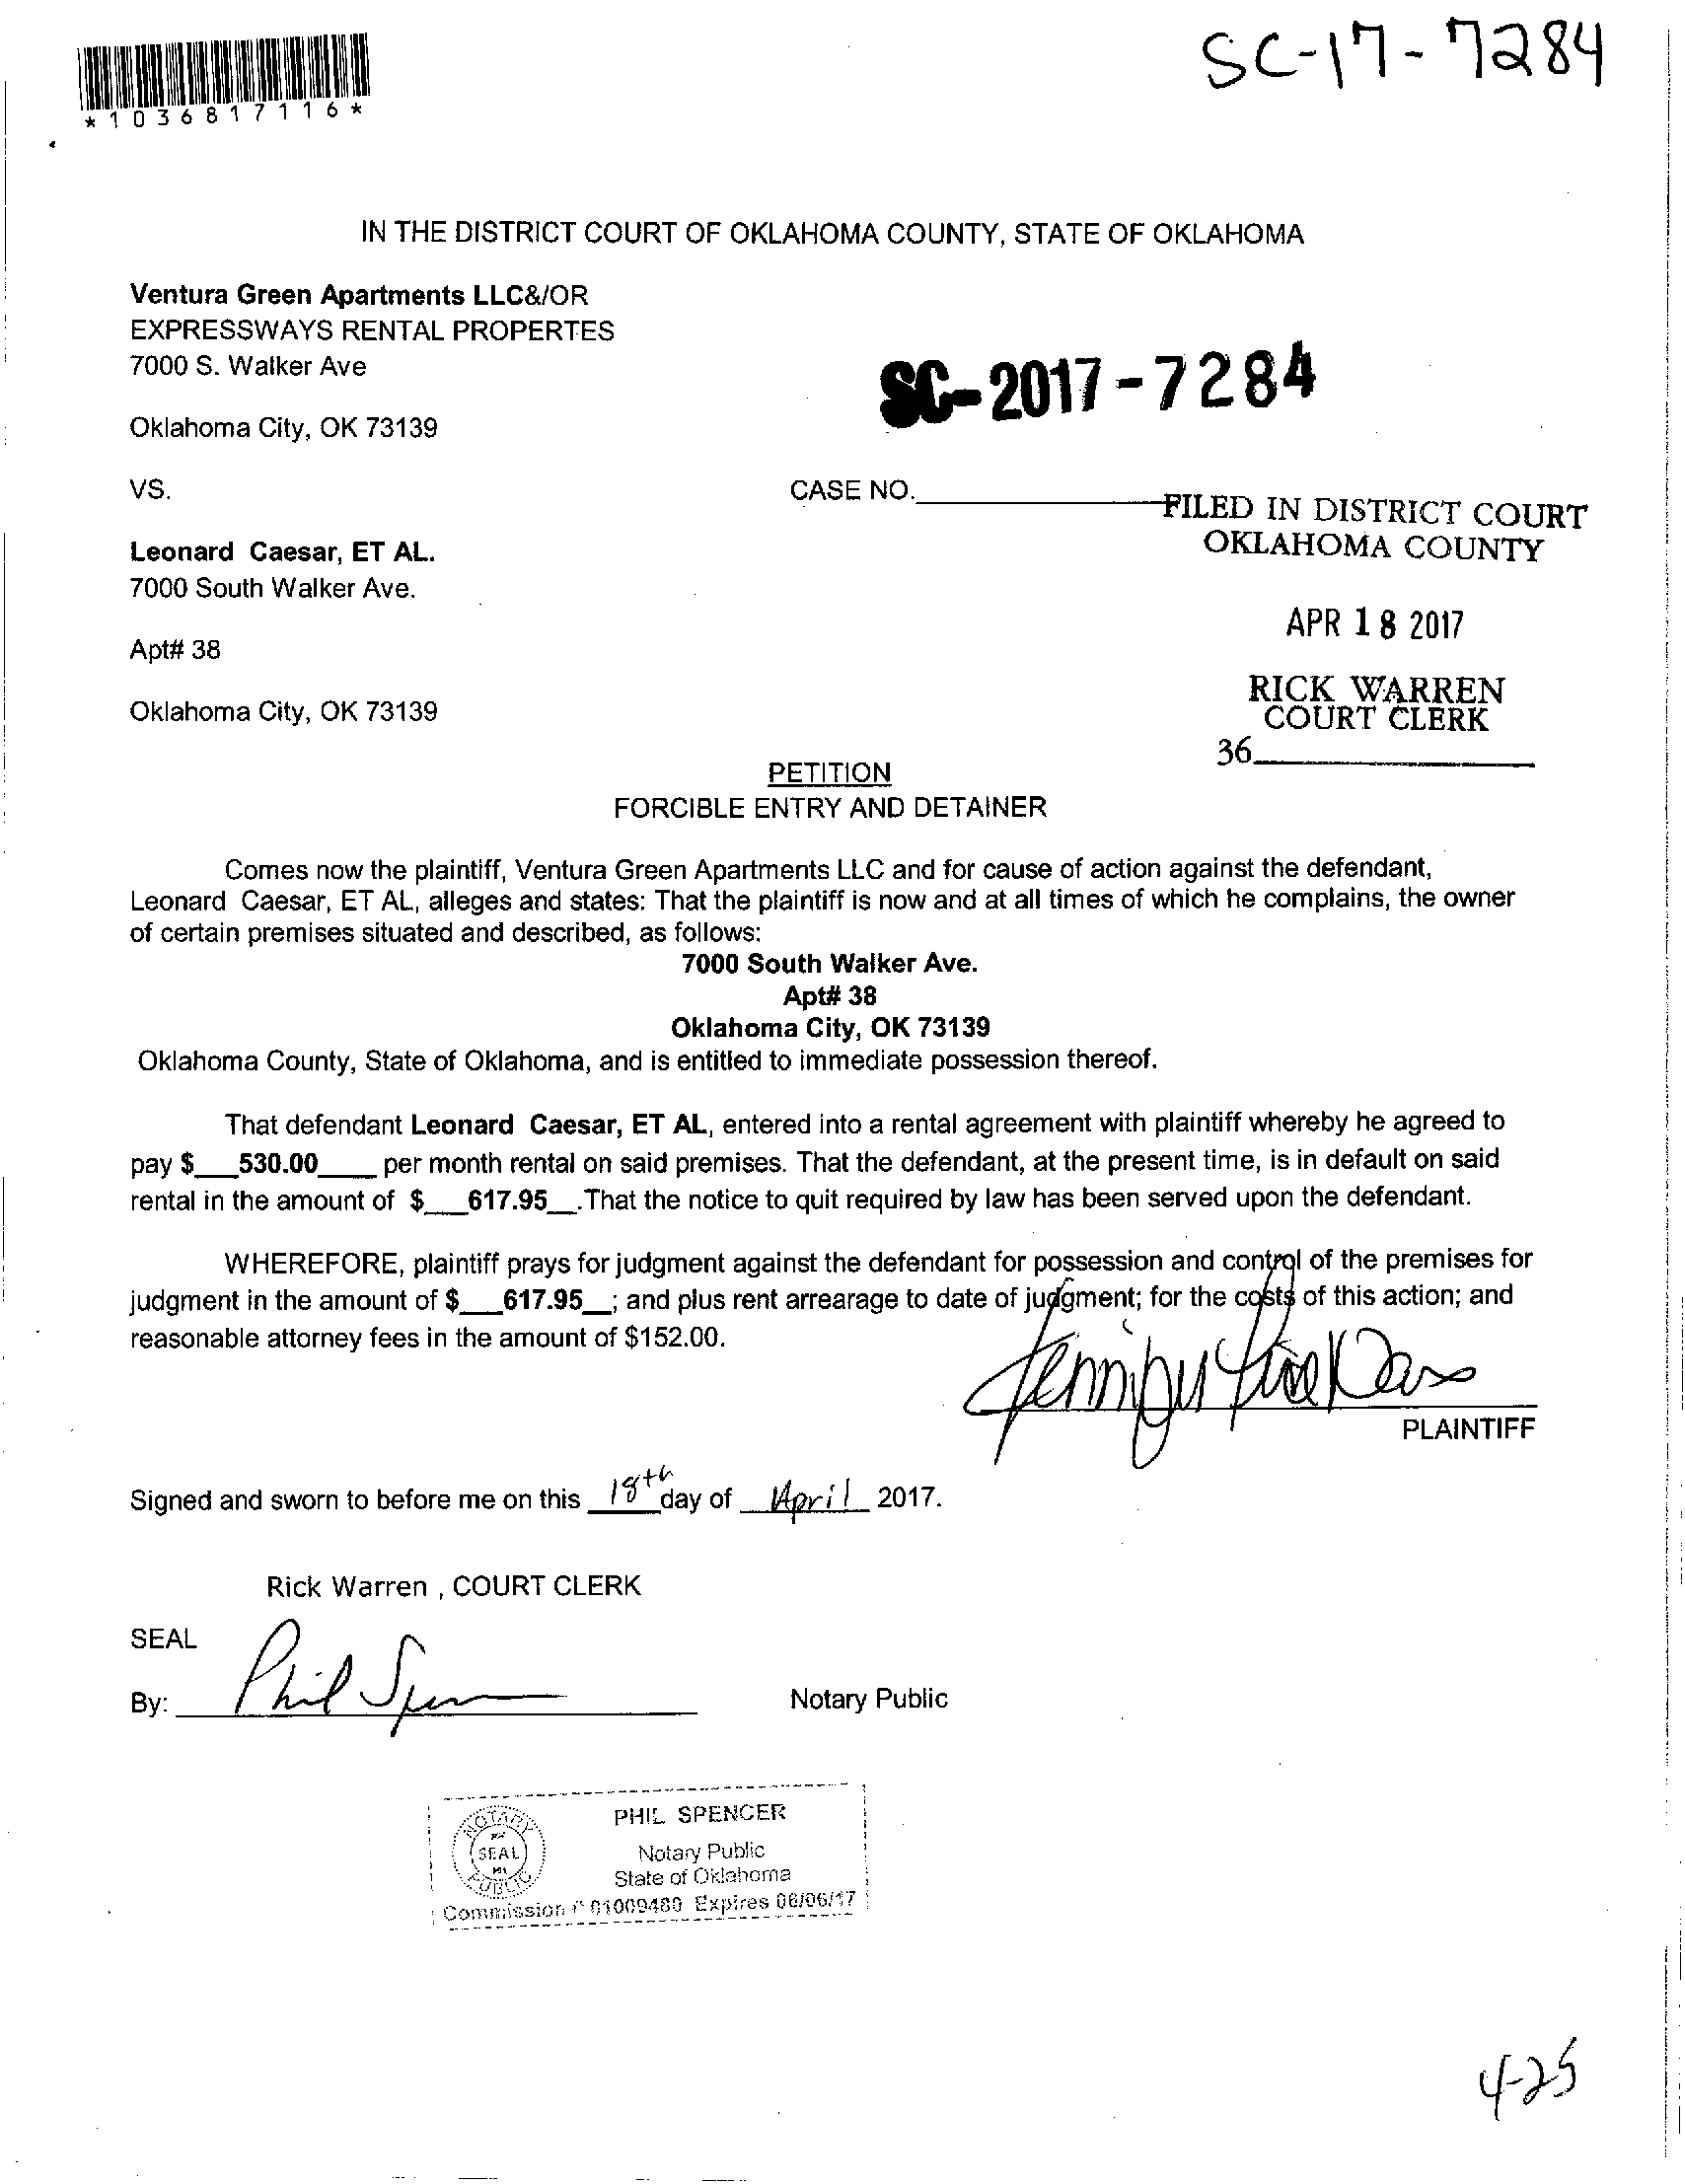 SC-17-7284
*1036817116*
IN THE DISTRICT COURT OF OKLAHOMA COUNTY, STATE OF OKLAHOMA
Ventura Green Apartments LLC&/OR
EXPRESSWAYS RENTAL PROPERTES
7000 S. Walker Ave
SC-2017-7284
Oklahoma City, OK 73139
VS.
CASE NO.
FILED IN DISTRICT COURT
OKLAHOMA COUNTY
Leonard Caesar, ET AL.
7000 South Walker Ave.
APR 18 2017
Apt# 38
RICK WARREN
COURT CLERK
Oklahoma City, OK 73139
36
PETITION
FORCIBLE ENTRY AND DETAINER
Comes now the plaintiff, Ventura Green Apartments LLC and for cause of action against the defendant,
Leonard Caesar, ET AL, alleges and states: That the plaintiff is now and at all times of which he complains, the owner
of certain premises situated and described, as follows:
7000 South Walker Ave.
Apt# 38
Oklahoma City, OK 73139
Oklahoma County, State of Oklahoma, and is entitled to immediate possession thereof.
That defendant Leonard Caesar, ET AL, entered into a rental agreement with plaintiff whereby he agreed to
pay $___530.00____ per month rental on said premises. That the defendant, at the present time, is in default on said
rental in the amount of $___617.95__.That the notice to quit required by law has been served upon the defendant.
WHEREFORE, plaintiff prays for judgment against the defendant for possession and control of the premises for
judgment in the amount of $___617.95__; and plus rent arrearage to date of judgment; for the costs of this action; and
reasonable attorney fees in the amount of $152.00.
Jennifer
PLAINTIFF
Signed and sworn to before me on this 18th day of April 2017.
Rick Warren , COURT CLERK
SEAL
By: Phil Spencer
Notary Public
NOTARY
SEAL
PUBLIC
PHIL SPENCER
Notary Public
State of Oklahoma
Commission # 01009480 Expires 06/06/17
4-25